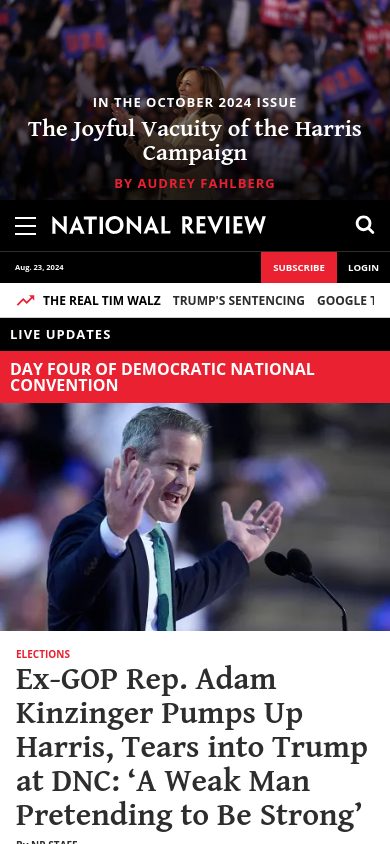 IN THE OCTOBER 2024 ISSUE
The Joyful Vacuity of the Harris
Campaign
BY AUDREY FAHLBERG
NATIONAL REVIEW
Aug. 23, 2024
SUBSCRIBE
LOGIN
THE REAL TIM WALZ TRUMP'S SENTENCING GOOGLE
LIVE UPDATES
DAY FOUR OF DEMOCRATIC NATIONAL
CONVENTION
ELECTIONS
Ex-GOP Rep. Adam
Kinzinger Pumps Up
Harris, Tears into Trump
at DNC: ‘A Weak Man
Pretending to Be Strong’
By NR STAFF